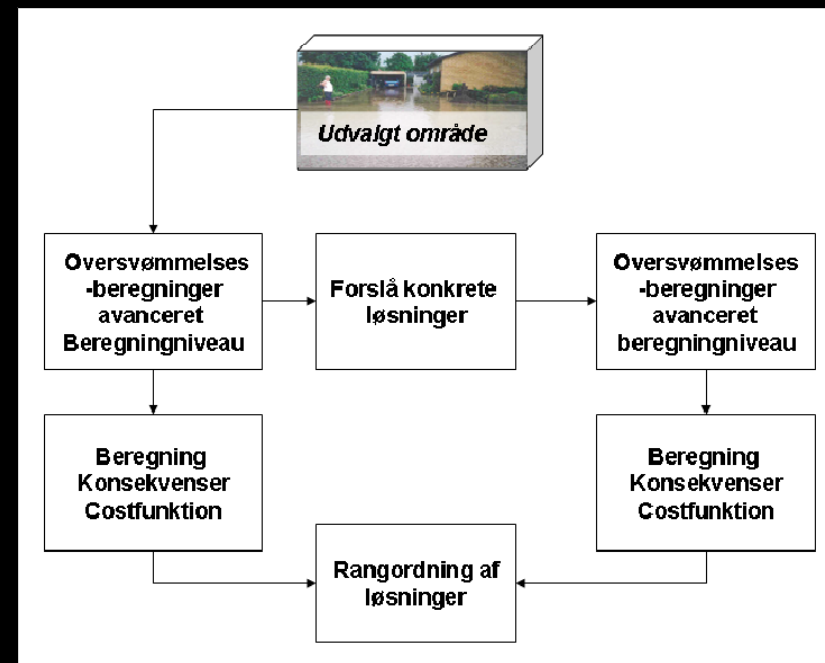 Udvalgt område
Oversvømmelses
-beregninger
avanceret
Beregningniveau
Forslå konkrete
løsninger
Oversvømmelses
-beregninger
avanceret
beregningniveau
Beregning
Konsekvenser
Costfunktion
Beregning
Konsekvenser
Costfunktion
Rangordning af
løsninger